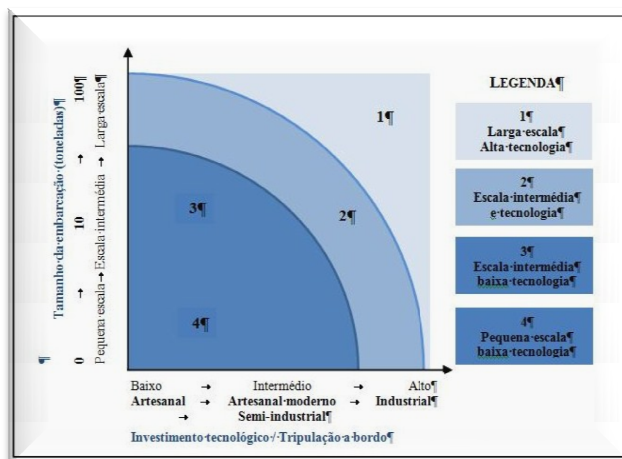 Tamanho·da·embarcação·(toneladas)¶
¶
0 → 10 → 100¶
Pequena·escala → Escala·intermédia → Larga·escala¶
1¶
2¶
3¶
4¶
Baixo → Intermédio → Alto¶
Artesanal → Artesanal·moderno → Industrial¶
→ Semi-industrial¶
Investimento·tecnológico·/·Tripulação·a·bordo¶
LEGENDA¶
1¶
Larga·escala¶
Alta·tecnologia¶
2¶
Escala·intermédia¶
e·tecnologia¶
3¶
Escala·intermédia¶
baixa·tecnologia¶
4¶
Pequena·escala¶
baixa·tecnologia¶